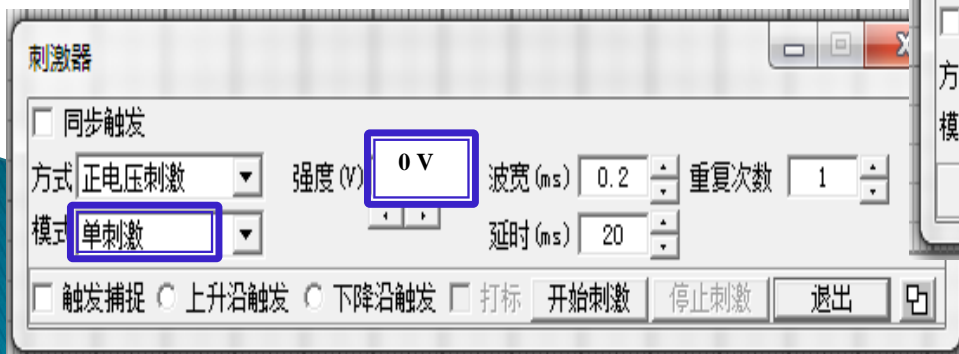 刺激器
同步触发
方式 正电压刺激 强度(V) 0 V 波宽(ms) 0.2 重复次数 1
模式 单刺激 延时(ms) 20
触发捕捉 上升沿触发 下降沿触发 打标 开始刺激 停止刺激 退出
方
模